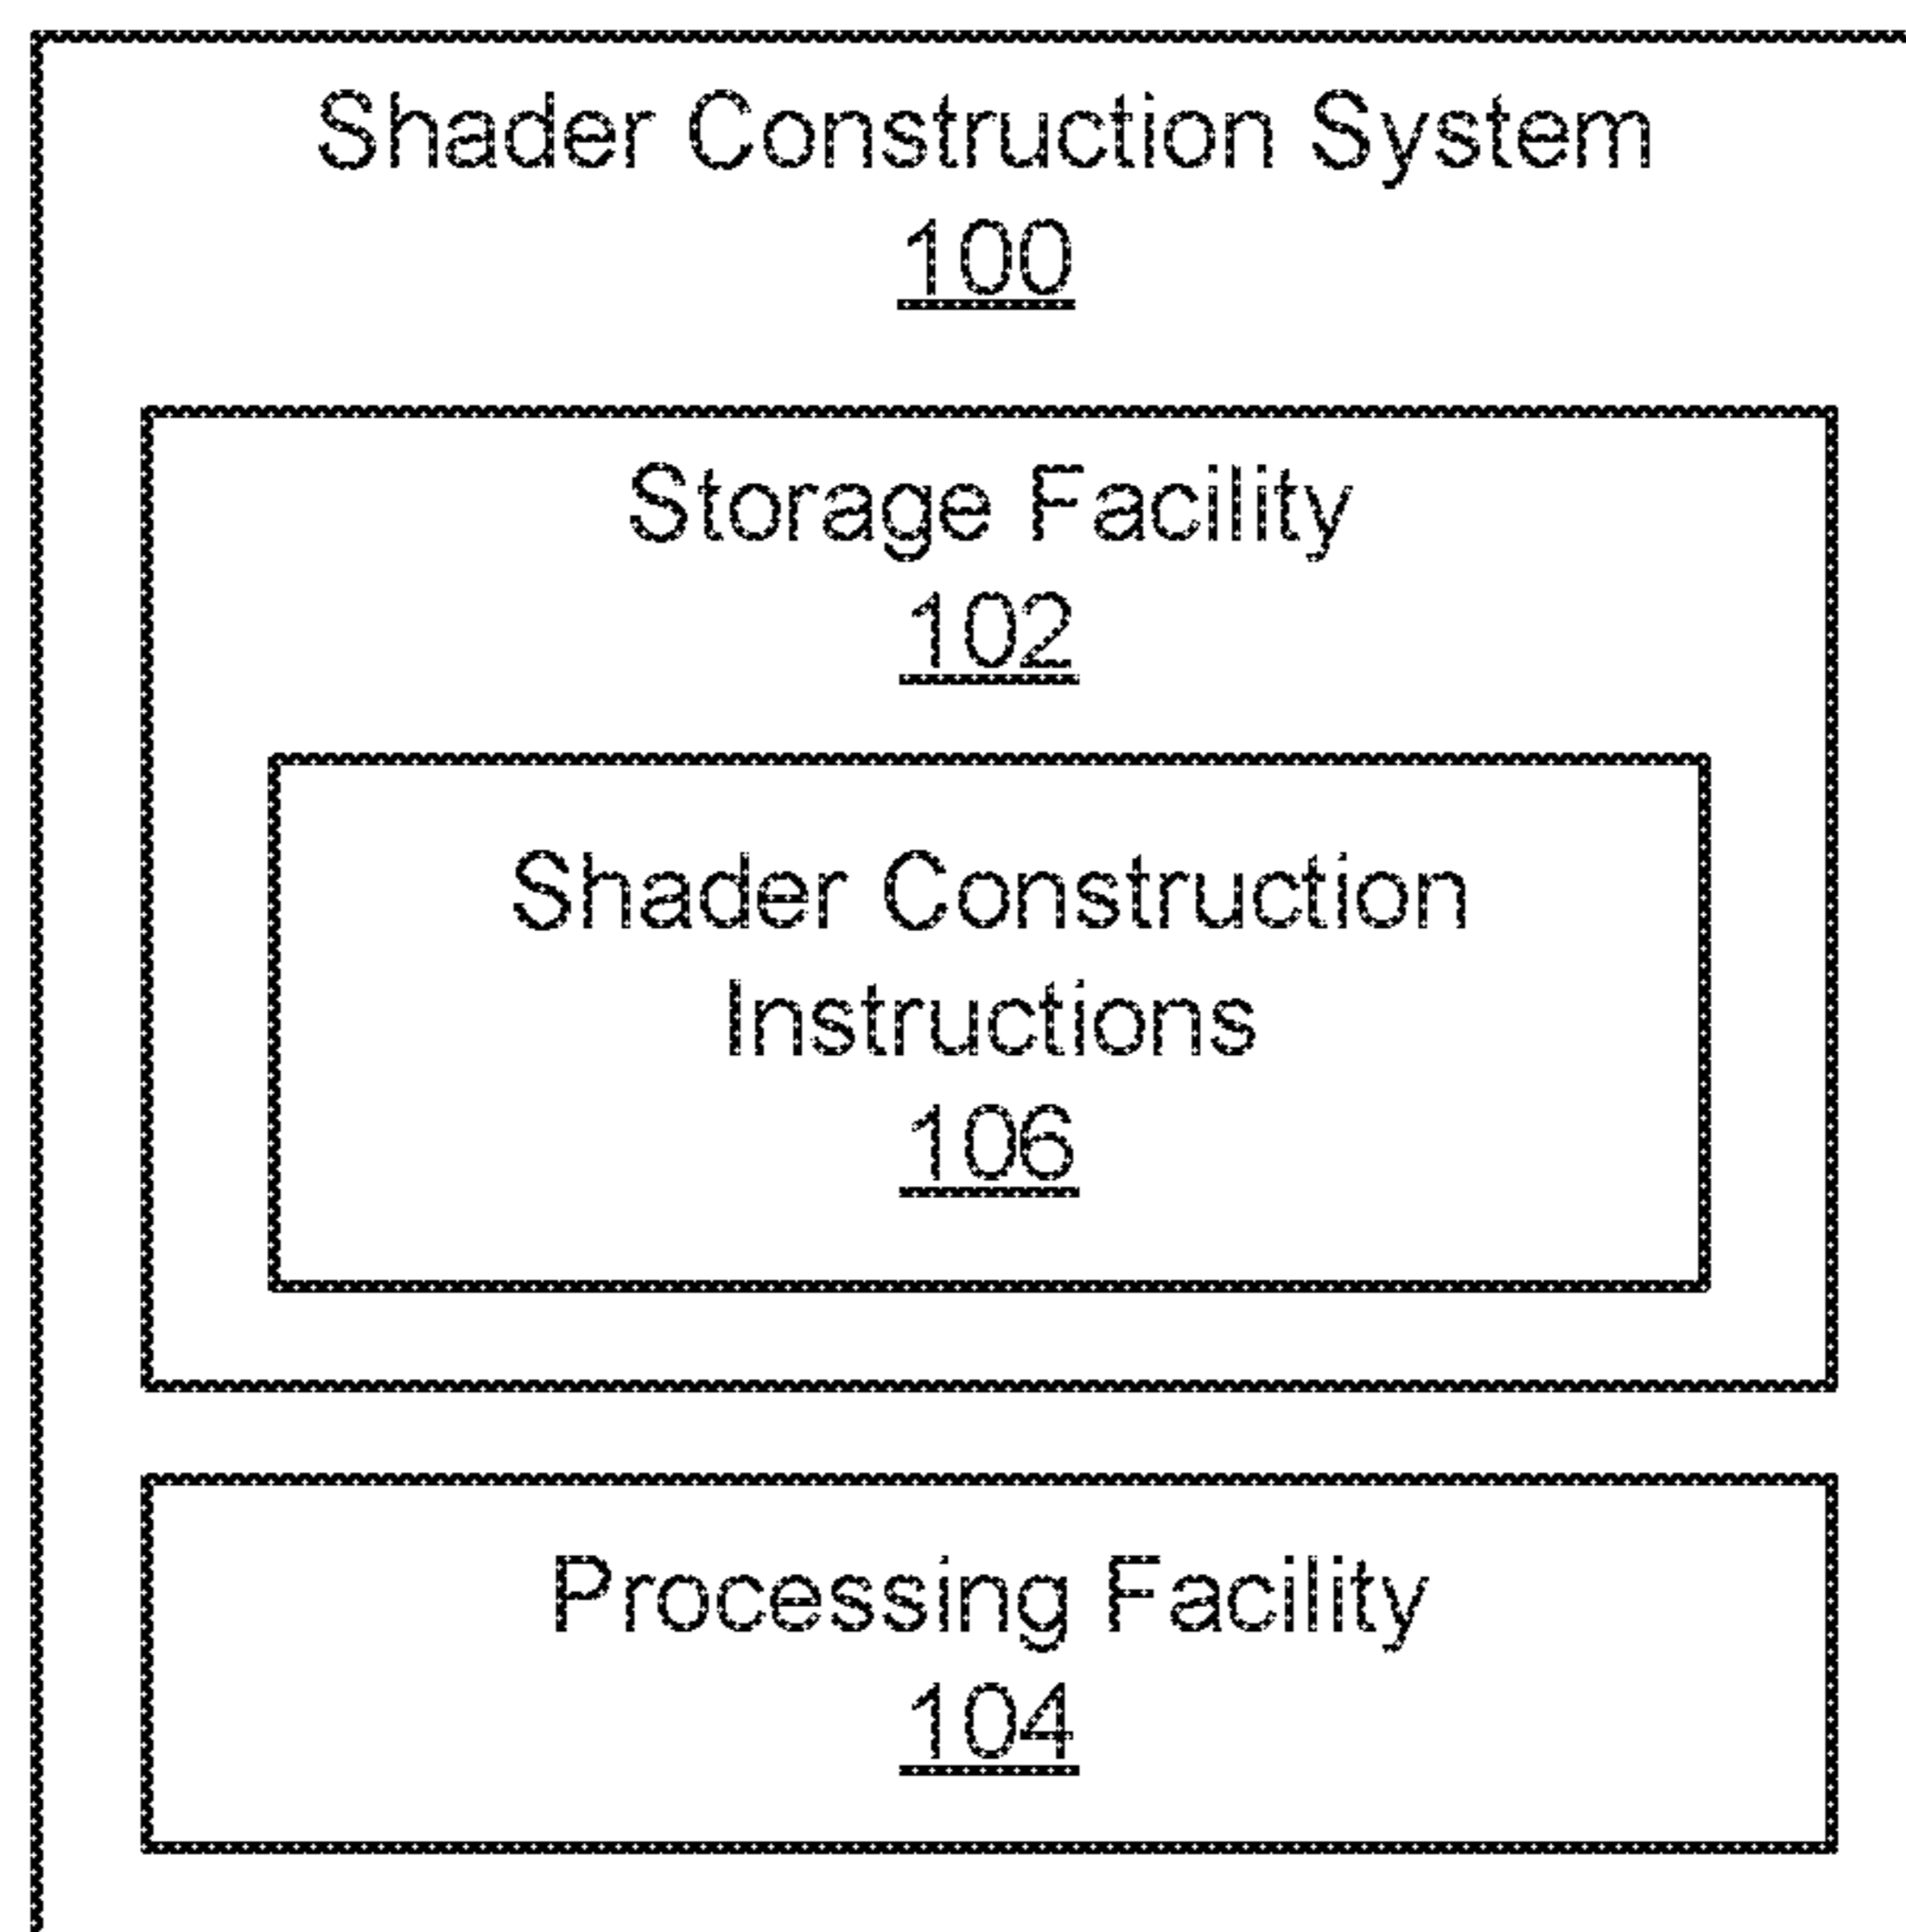 Shader Construction System
100
Storage Facility
102
Shader Construction
Instructions
106
Processing Facility
104